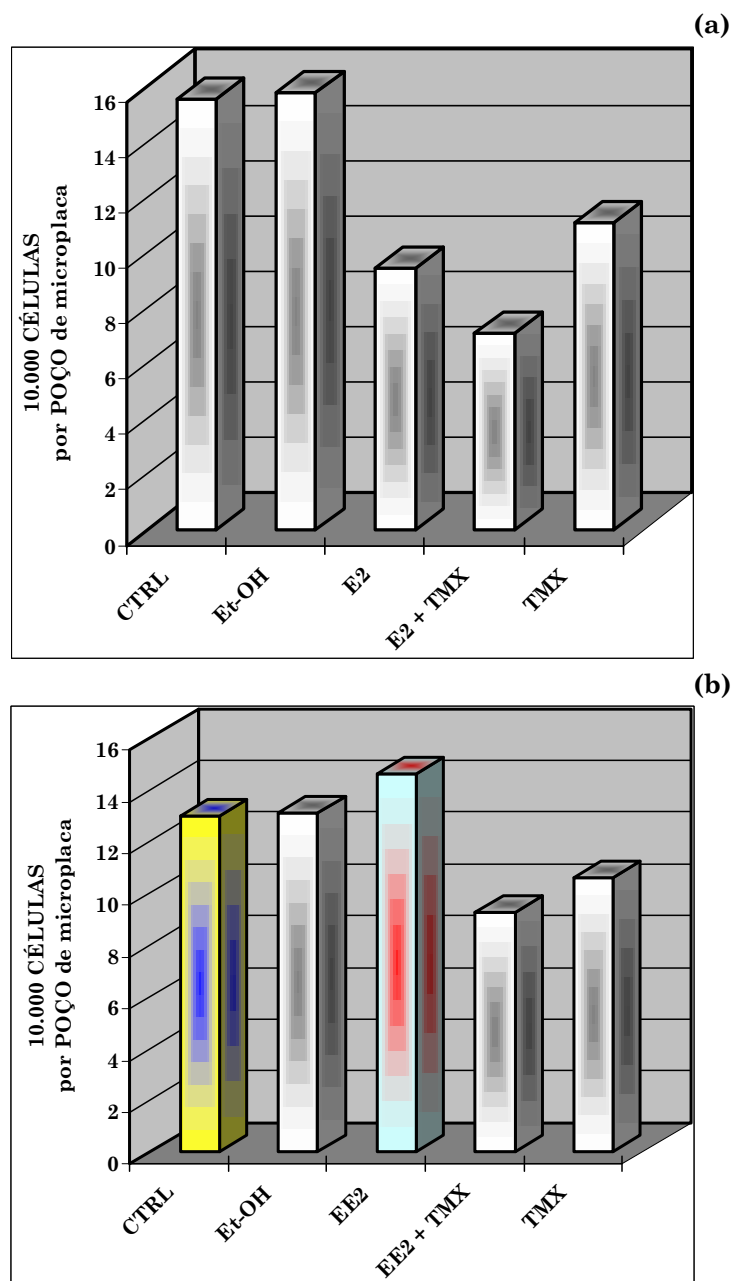 (a)
10.000 CÉLULAS
por POÇO de microplaca
16
14
12
10
8
6
4
2
0
CTRL
Et-OH
E2
E2 + TMX
TMX
(b)
10.000 CÉLULAS
por POÇO de microplaca
16
14
12
10
8
6
4
2
0
CTRL
Et-OH
EE2
EE2 + TMX
TMX